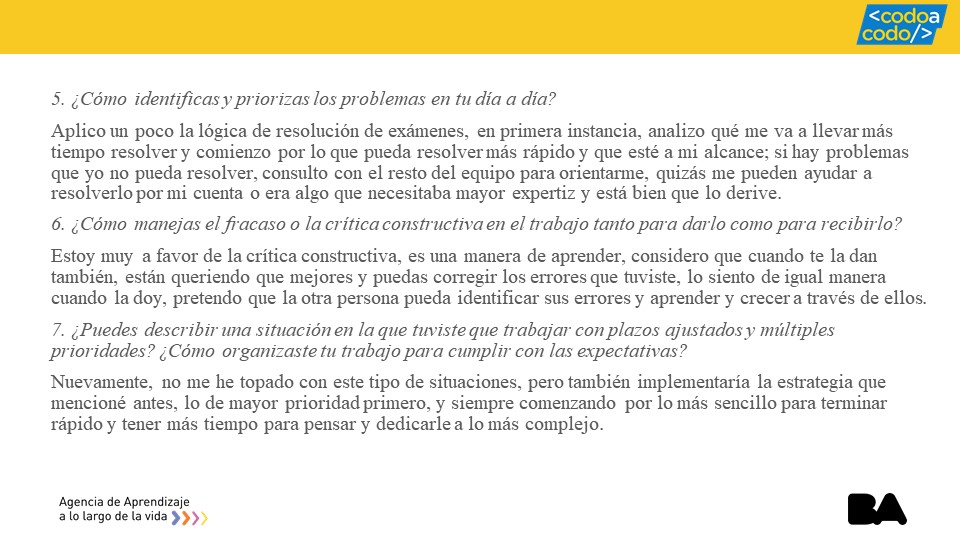 <codoa
codo/>
5. ¿Cómo identificas y priorizas los problemas en tu día a día?
Aplico un poco la lógica de resolución de exámenes, en primera instancia, analizo qué me va a llevar más
tiempo resolver y comienzo por lo que pueda resolver más rápido y que esté a mi alcance; si hay problemas
que yo no pueda resolver, consulto con el resto del equipo para orientarme, quizás me pueden ayudar a
resolverlo por mi cuenta o era algo que necesitaba mayor expertiz y está bien que lo derive.
6. ¿Cómo manejas el fracaso o la crítica constructiva en el trabajo tanto para darlo como para recibirlo?
Estoy muy a favor de la crítica constructiva, es una manera de aprender, considero que cuando te la dan
también, están queriendo que mejores y puedas corregir los errores que tuviste, lo siento de igual manera
cuando la doy, pretendo que la otra persona pueda identificar sus errores y aprender y crecer a través de ellos.
7. ¿Puedes describir una situación en la que tuviste que trabajar con plazos ajustados y múltiples
prioridades? ¿Cómo organizaste tu trabajo para cumplir con las expectativas?
Nuevamente, no me he topado con este tipo de situaciones, pero también implementaría la estrategia que
mencioné antes, lo de mayor prioridad primero, y siempre comenzando por lo más sencillo para terminar
rápido y tener más tiempo para pensar y dedicarle a lo más complejo.
Agencia de Aprendizaje
a lo largo de la vida
BA